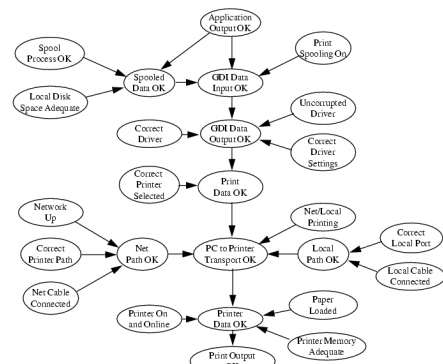 Application
Output OK
Spool
Process OK
Print
Spooling On
Spooled
Data OK
GDI Data
Input OK
Local Disk
Space Adequate
Uncorrupted
Driver
Correct
Driver
GDI Data
Output OK
Correct
Driver
Settings
Correct
Printer
Selected
Print
Data OK
Network
Up
Net/Local
Printing
Correct
Local Port
Correct
Printer Path
Net
Path OK
PC to Printer
Transport OK
Local
Path OK
Net Cable
Connected
Local Cable
Connected
Paper
Loaded
Printer On
and Online
Printer
Data OK
Printer Memory
Adequate
Print Output